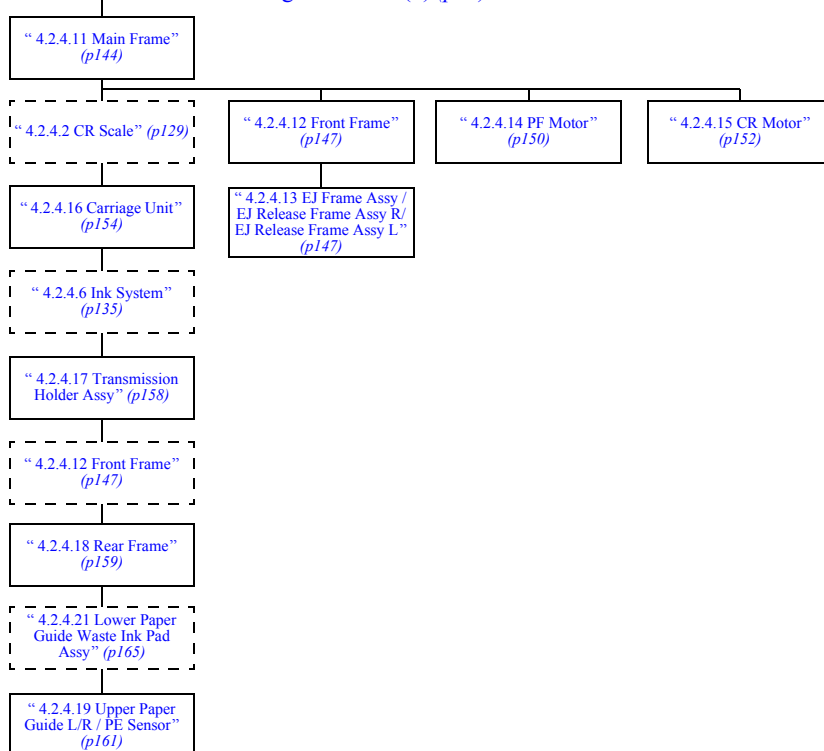 “ 4.2.4.11 Main Frame”
(p144)
“ 4.2.4.2 CR Scale” (p129)
“ 4.2.4.12 Front Frame”
(p147)
“ 4.2.4.14 PF Motor”
(p150)
“ 4.2.4.15 CR Motor”
(p152)
“ 4.2.4.16 Carriage Unit”
(p154)
“ 4.2.4.13 EJ Frame Assy /
EJ Release Frame Assy R/
EJ Release Frame Assy L”
(p147)
“ 4.2.4.6 Ink System”
(p135)
“ 4.2.4.17 Transmission
Holder Assy” (p158)
“ 4.2.4.12 Front Frame”
(p147)
“ 4.2.4.18 Rear Frame”
(p159)
“ 4.2.4.21 Lower Paper
Guide Waste Ink Pad
Assy” (p165)
“ 4.2.4.19 Upper Paper
Guide L/R / PE Sensor”
(p161)